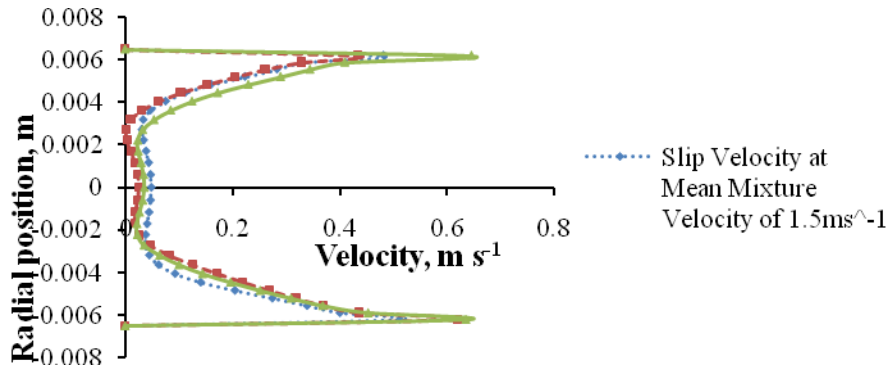 0.008
0.006
0.004
0.002
0
-0.002
-0.004
-0.006
-0.008
Radial position, m
0
0.2
0.4
0.6
0.8
Velocity, m s-1
Slip Velocity at
Mean Mixture
Velocity of 1.5ms^-1